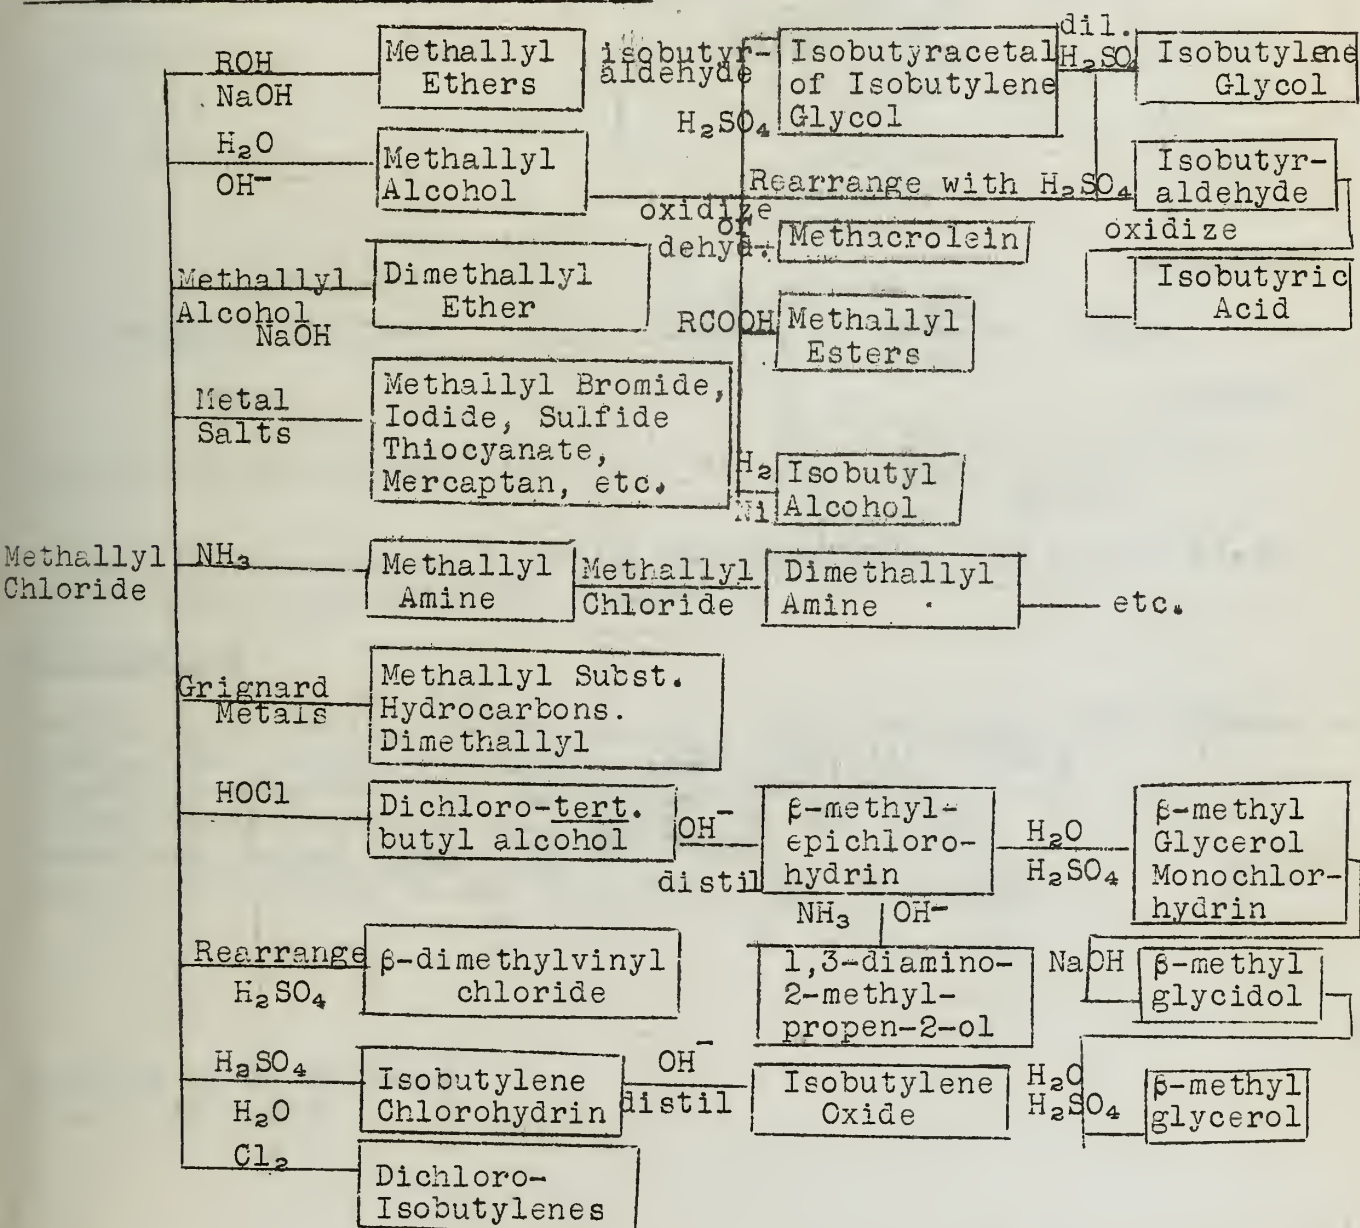 ROH
NaOH
Methallyl
Ethers
isobutyr-
aldehyde
H₂SO₄
Isobutyracetal
of Isobutylene
Glycol
dil.
H₂SO₄
Isobutylene
Glycol
H₂O
OH⁻
Methallyl
Alcohol
Rearrange with H₂SO₄
Isobutyr-
aldehyde
oxidize
or
dehyd.
Methacrolein
oxidize
Isobutyric
Acid
Methallyl
Alcohol
NaOH
Dimethallyl
Ether
RCOOH
Methallyl
Esters
Metal
Salts
Methallyl Bromide,
Iodide, Sulfide
Thiocyanate,
Mercaptan, etc.
H₂
Ni
Isobutyl
Alcohol
Methallyl
Chloride
NH₃
Methallyl
Amine
Methallyl
Chloride
Dimethallyl
Amine
etc.
Grignard
Metals
Methallyl Subst.
Hydrocarbons.
Dimethallyl
HOCl
Dichloro-tert.
butyl alcohol
OH⁻
distil
β-methyl-
epichloro-
hydrin
H₂O
H₂SO₄
β-methyl
Glycerol
Monochlor-
hydrin
NH₃ OH⁻
Rearrange
H₂SO₄
β-dimethylvinyl
chloride
1,3-diamino-
2-methyl-
propen-2-ol
NaOH
β-methyl
glycidol
H₂SO₄
H₂O
Isobutylene
Chlorohydrin
OH⁻
distil
Isobutylene
Oxide
H₂O
H₂SO₄
β-methyl
glycerol
Cl₂
Dichloro-
Isobutylenes